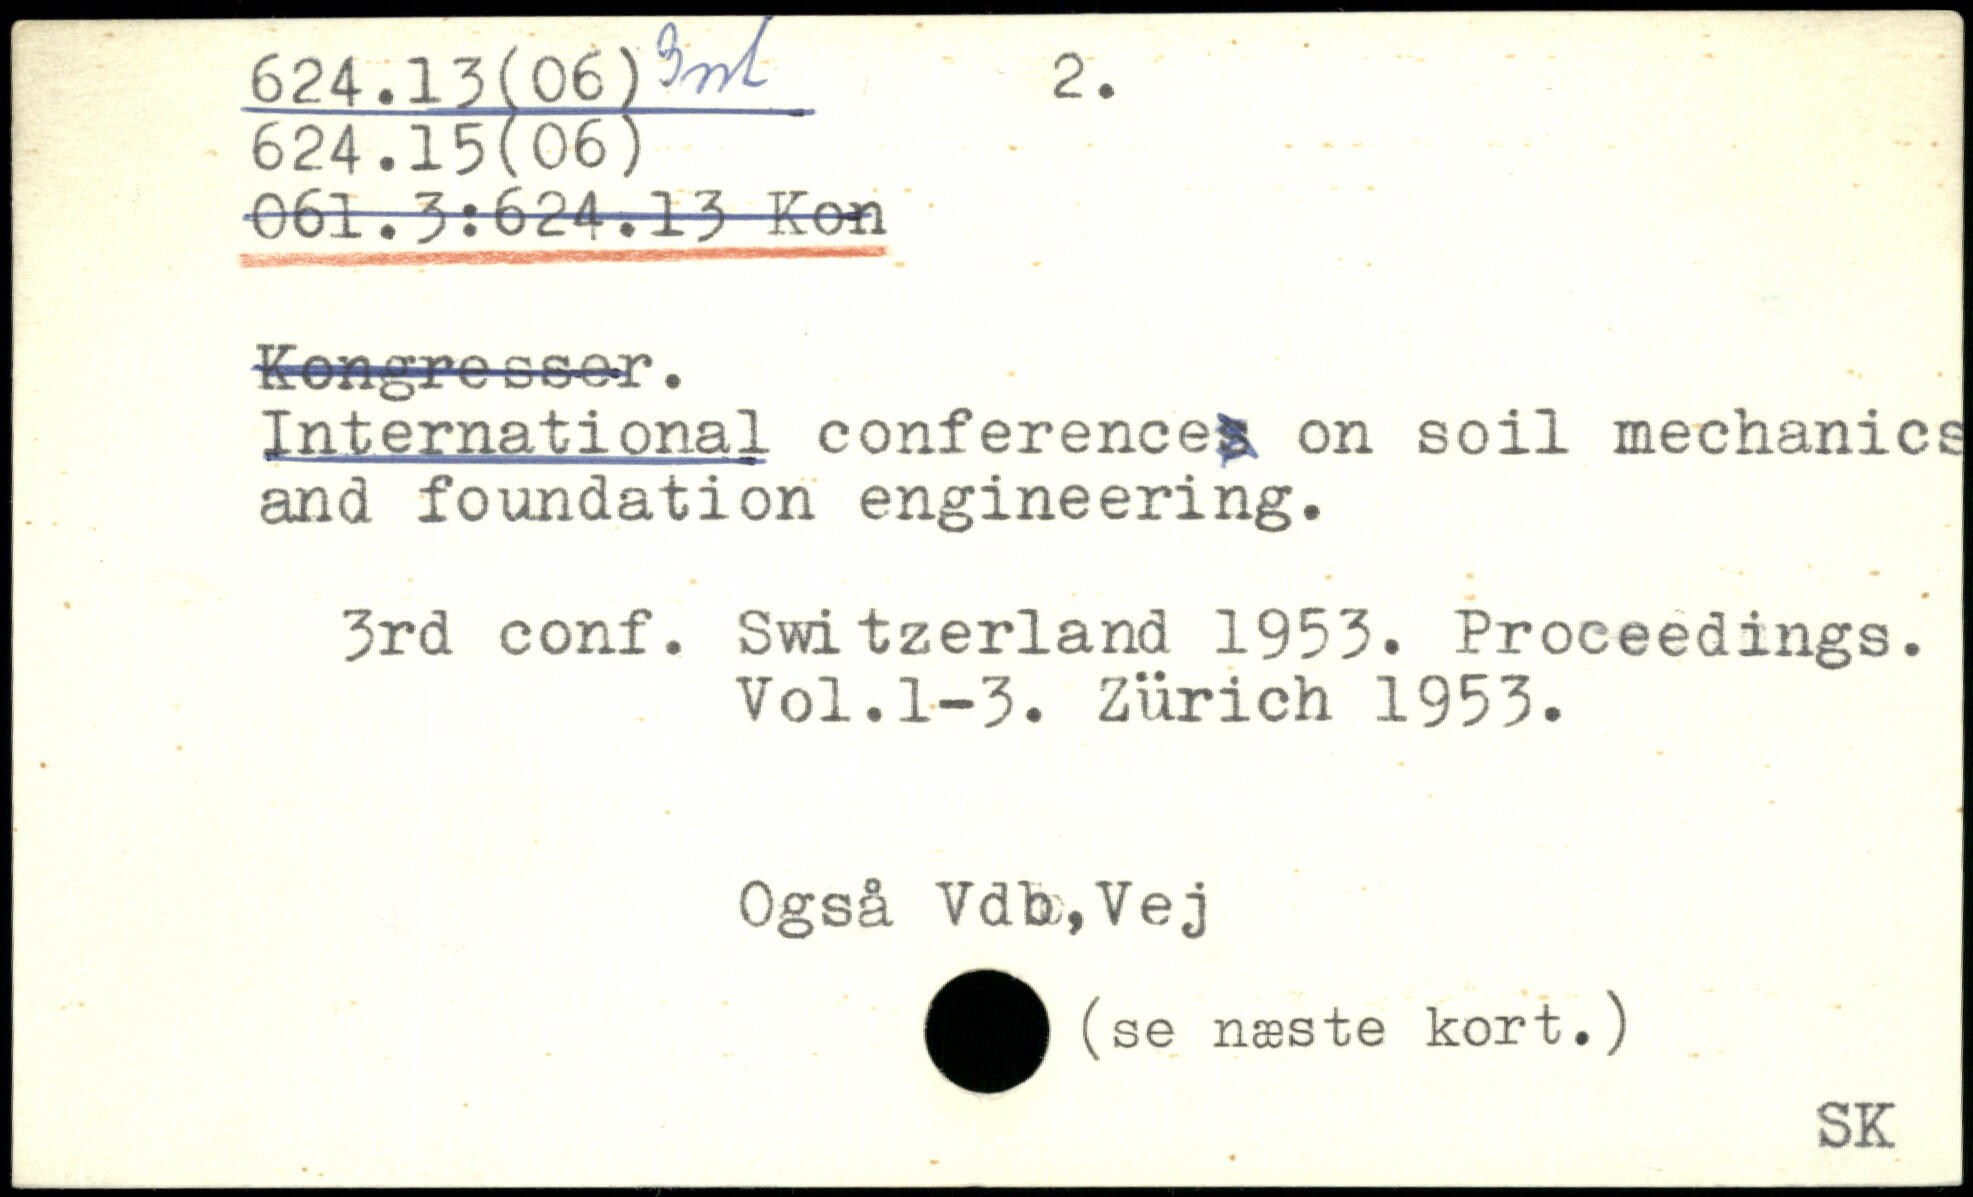 624.13(06) Int 2.
624.15(06)
061.3:624.13 Kon
Kongresser.
International conferences on soil mechanics
and foundation engineering.
3rd conf. Switzerland 1953. Proceedings.
Vol.1-3. Zürich 1953.
Også Vdb,Vej
(se næste kort.)
SK